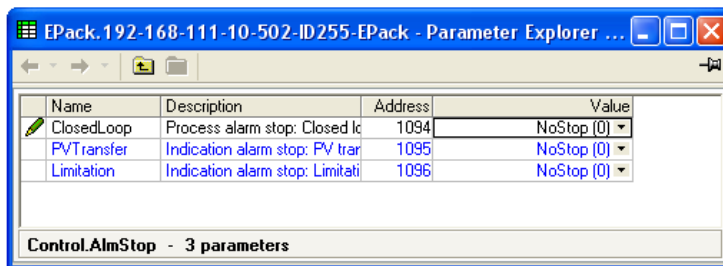 EPack.192-168-111-10-502-ID255-EPack - Parameter Explorer ...
Name Description Address Value
ClosedLoop Process alarm stop: Closed lo 1094 NoStop (0)
PVTransfer Indication alarm stop: PV tran 1095 NoStop (0)
Limitation Indication alarm stop: Limitati 1096 NoStop (0)
Control.AlmStop - 3 parameters